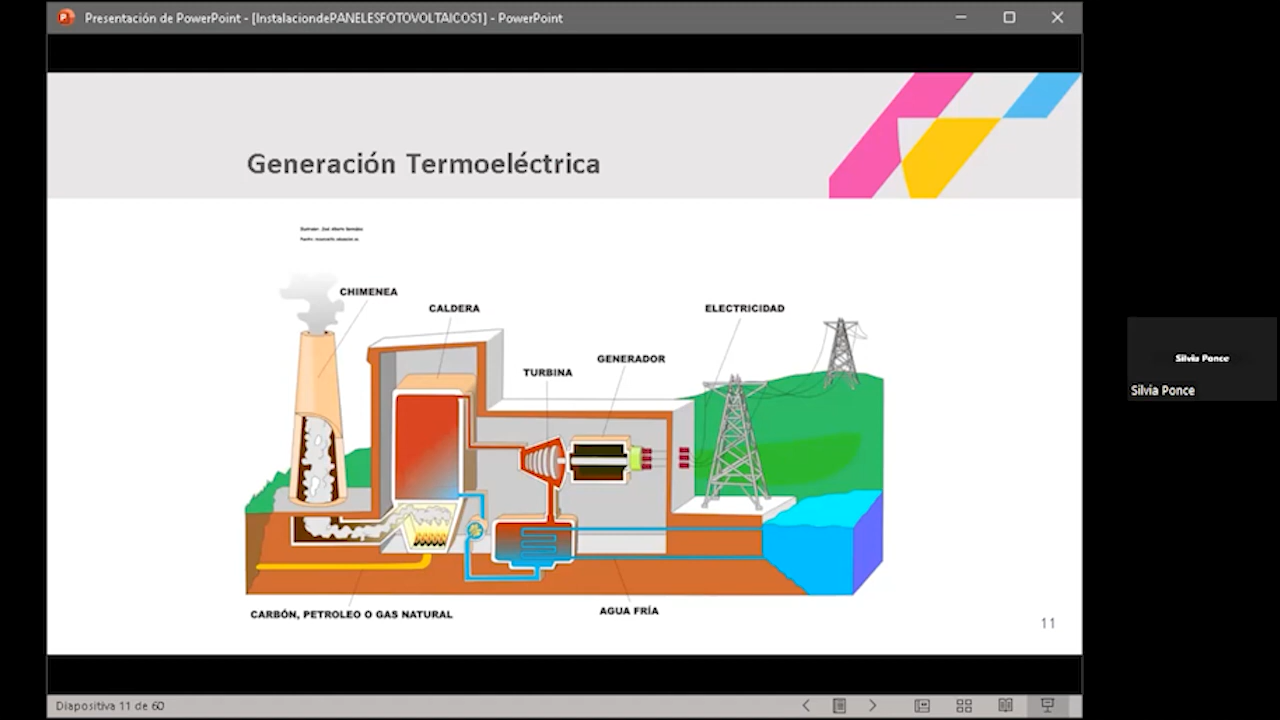 Presentación de PowerPoint - [InstalaciondePANELESFOTOVOLTAICOS1] - PowerPoint
Generación Termoeléctrica
CHIMENEA
CALDERA
ELECTRICIDAD
GENERADOR
TURBINA
Silvia Ponce
Silvia Ponce
CARBÓN, PETROLEO O GAS NATURAL
AGUA FRÍA
11
Diapositiva 11 de 60